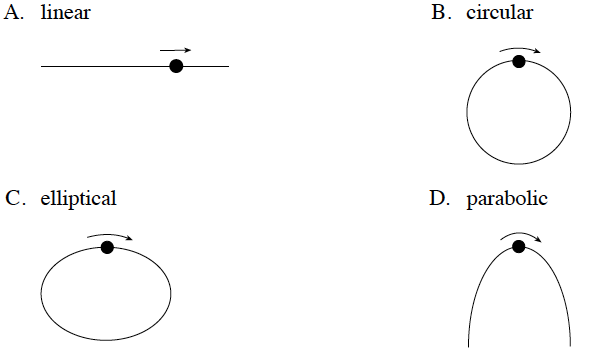 A. linear
B. circular
C. elliptical
D. parabolic